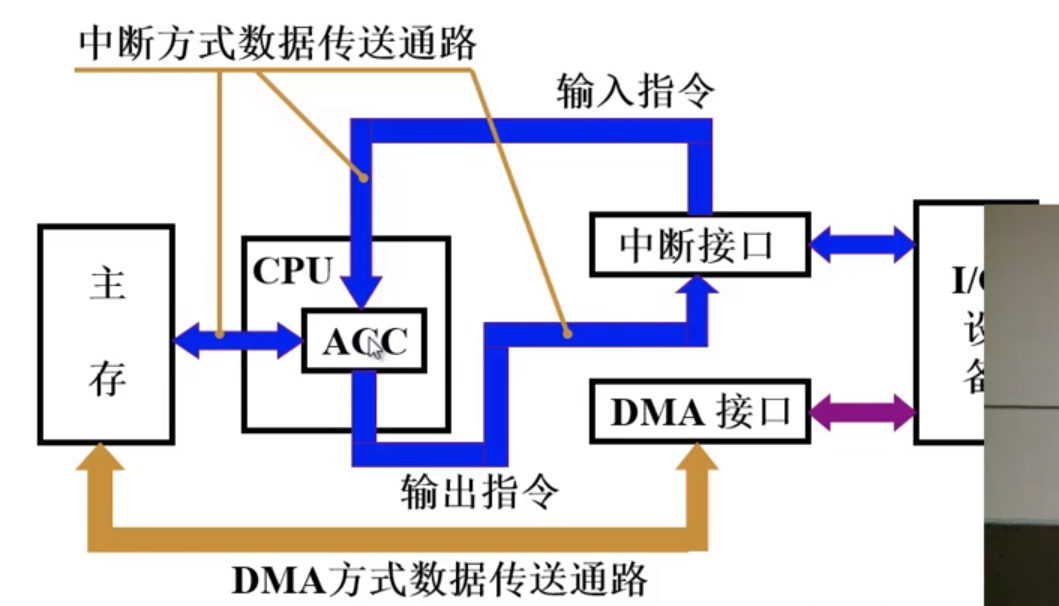 中断方式数据传送通路
输入指令
主
存
CPU
ACC
中断接口
I/
设
备
DMA 接口
输出指令
DMA方式数据传送通路